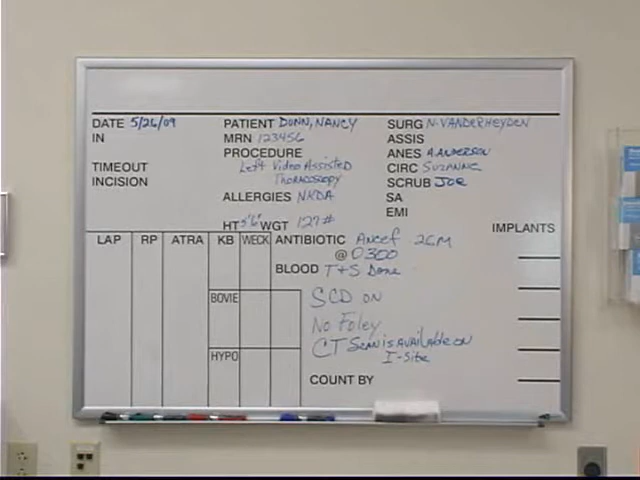 DATE 5/26/09 PATIENT DUNN, NANCY SURG N. VANDERHEYDEN
IN MRN 123456 ASSIS
PROCEDURE ANES A. ANDERSON
TIMEOUT Left Video Assisted CIRC SUZANNE
INCISION Thoracoscopy SCRUB JOE
ALLERGIES NKDA SA
EMI
HT 5'6" WGT 127# IMPLANTS
LAP RP ATRA KB WECK ANTIBIOTIC Ancef 2GM
@ 0300
BLOOD T+S Done
BOVIE SCD ON
No Foley
CT Scan is available on
HYPO I-Site
COUNT BY